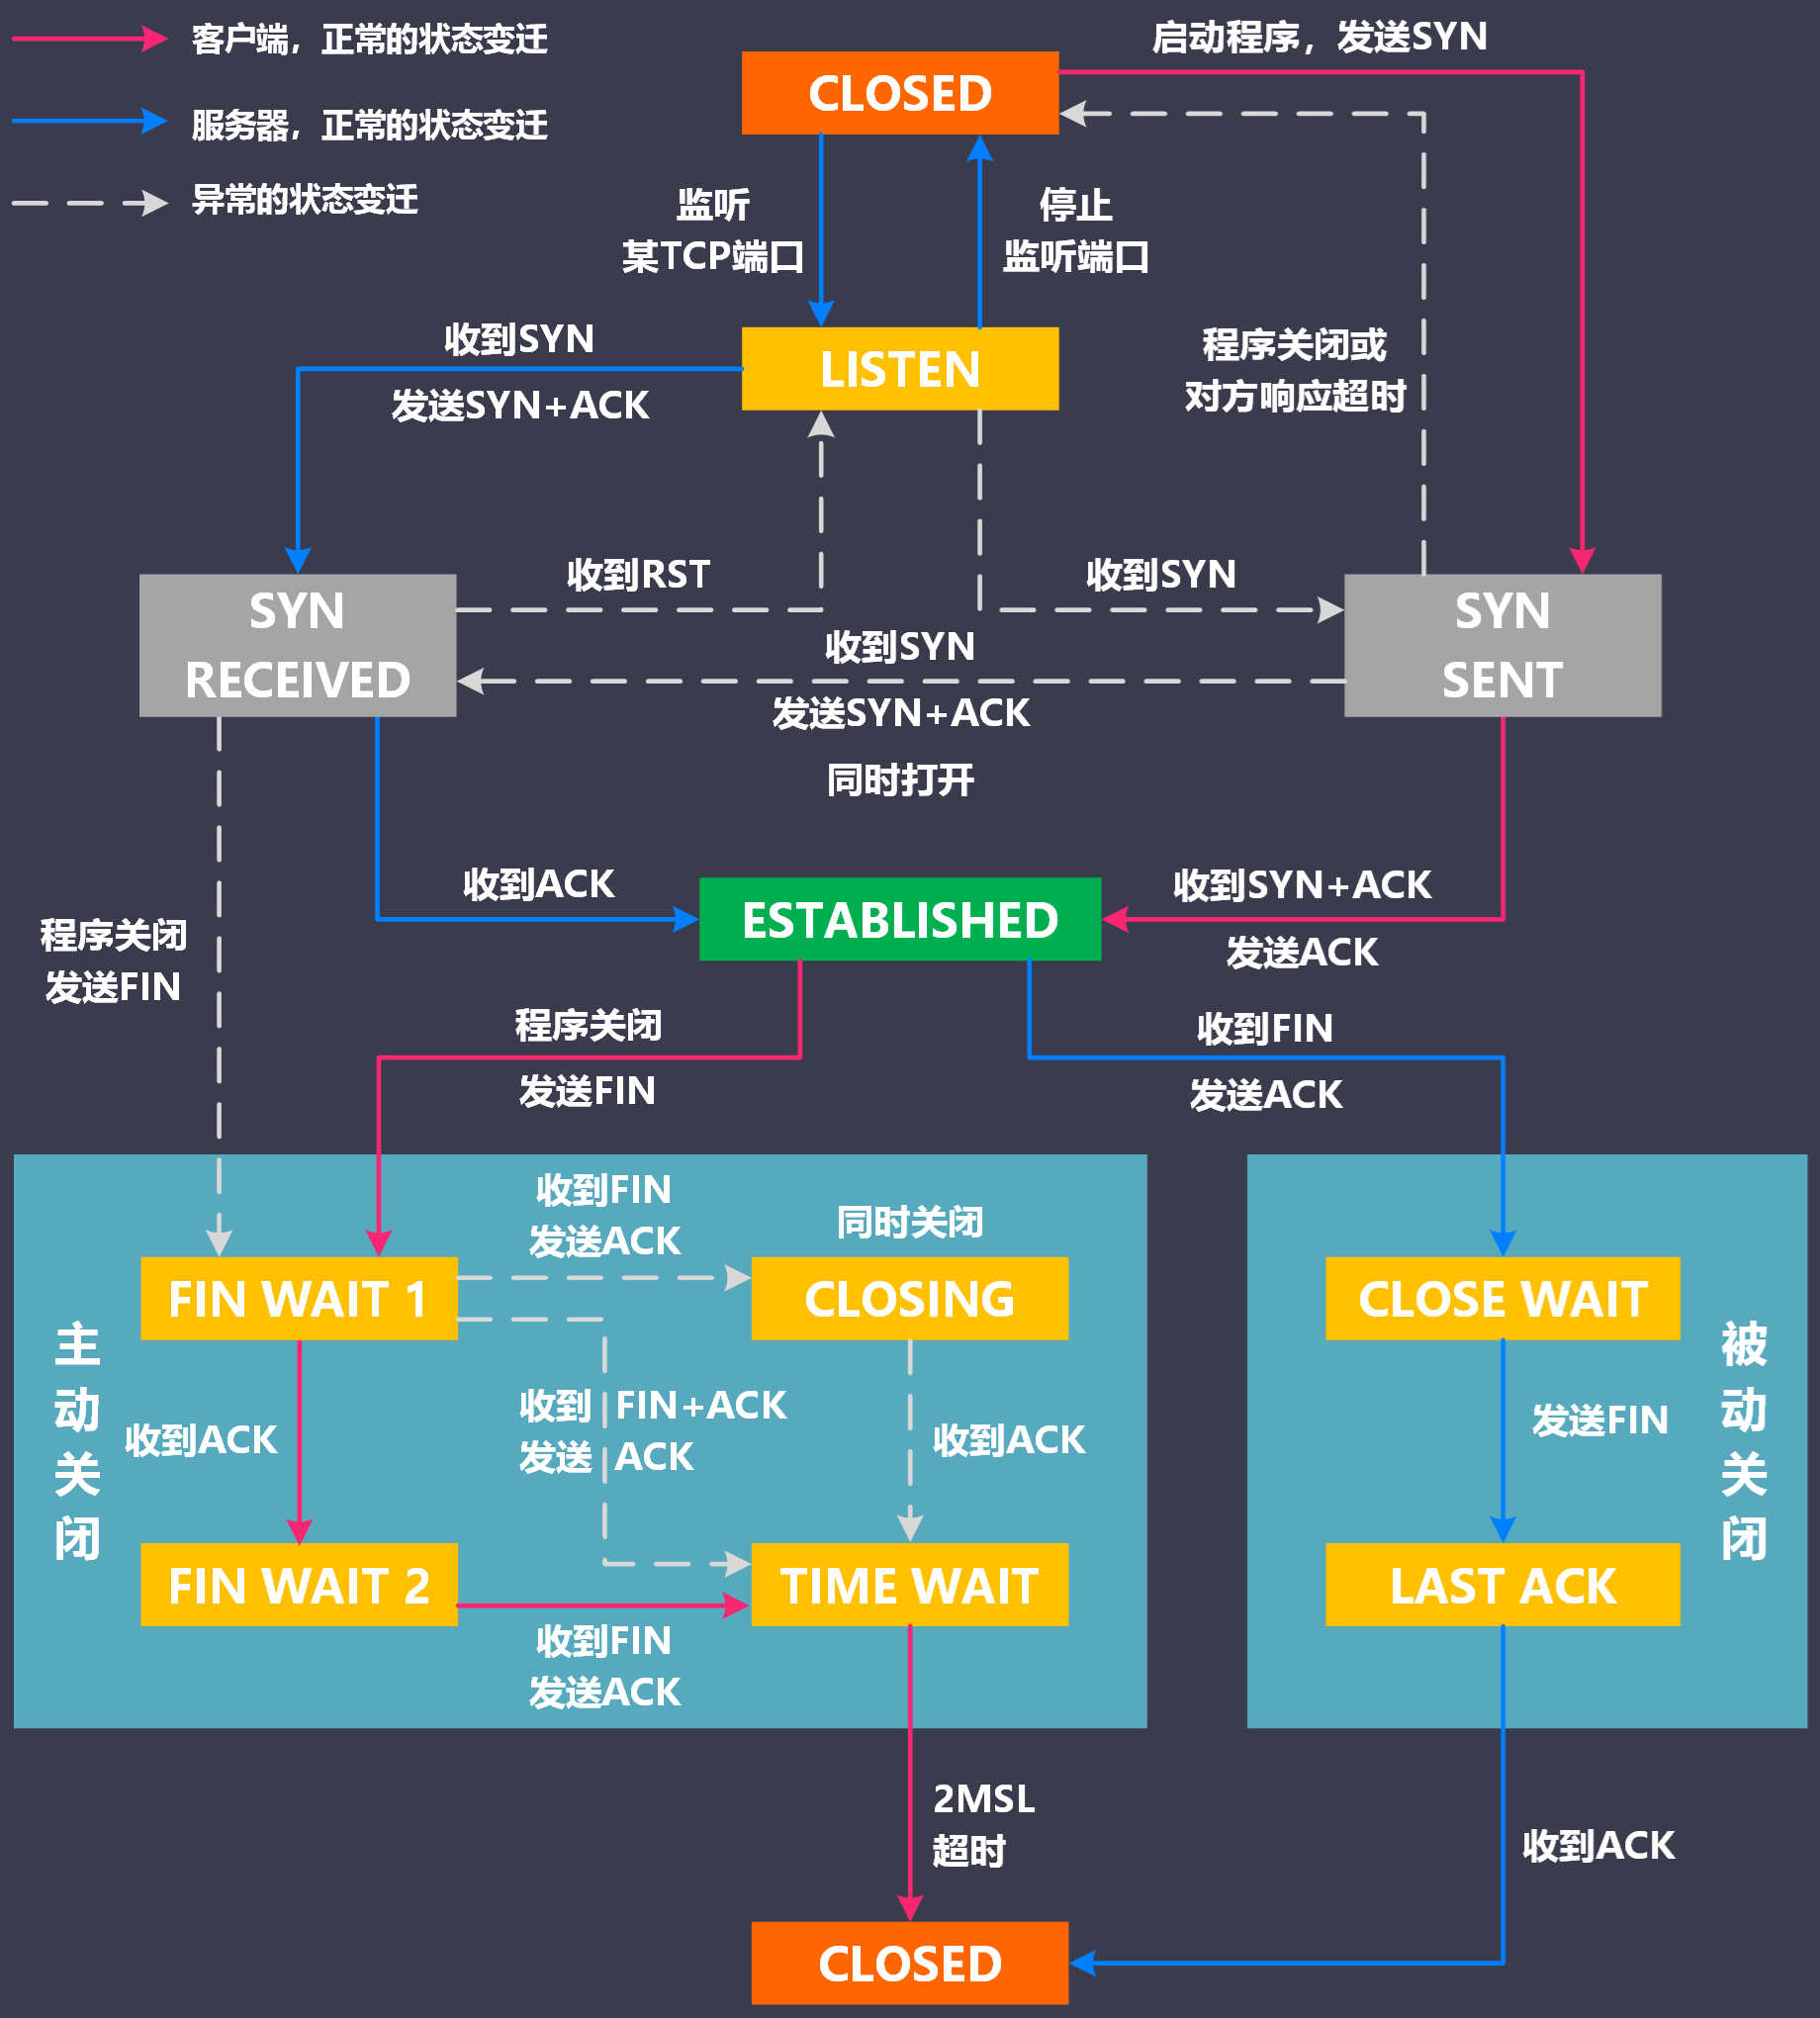 客户端，正常的状态变迁
服务器，正常的状态变迁
异常的状态变迁
启动程序，发送SYN
CLOSED
监听
某TCP端口
停止
监听端口
程序关闭或
对方响应超时
收到SYN
发送SYN+ACK
LISTEN
收到RST
收到SYN
SYN
RECEIVED
SYN
SENT
收到SYN
发送SYN+ACK
同时打开
收到ACK
ESTABLISHED
收到SYN+ACK
发送ACK
程序关闭
发送FIN
程序关闭
发送FIN
收到FIN
发送ACK
主动关闭
收到FIN
发送ACK
同时关闭
FIN WAIT 1
CLOSING
收到ACK
收到 FIN+ACK
发送 ACK
收到ACK
FIN WAIT 2
TIME WAIT
收到FIN
发送ACK
CLOSE WAIT
发送FIN
LAST ACK
被动关闭
2MSL
超时
收到ACK
CLOSED